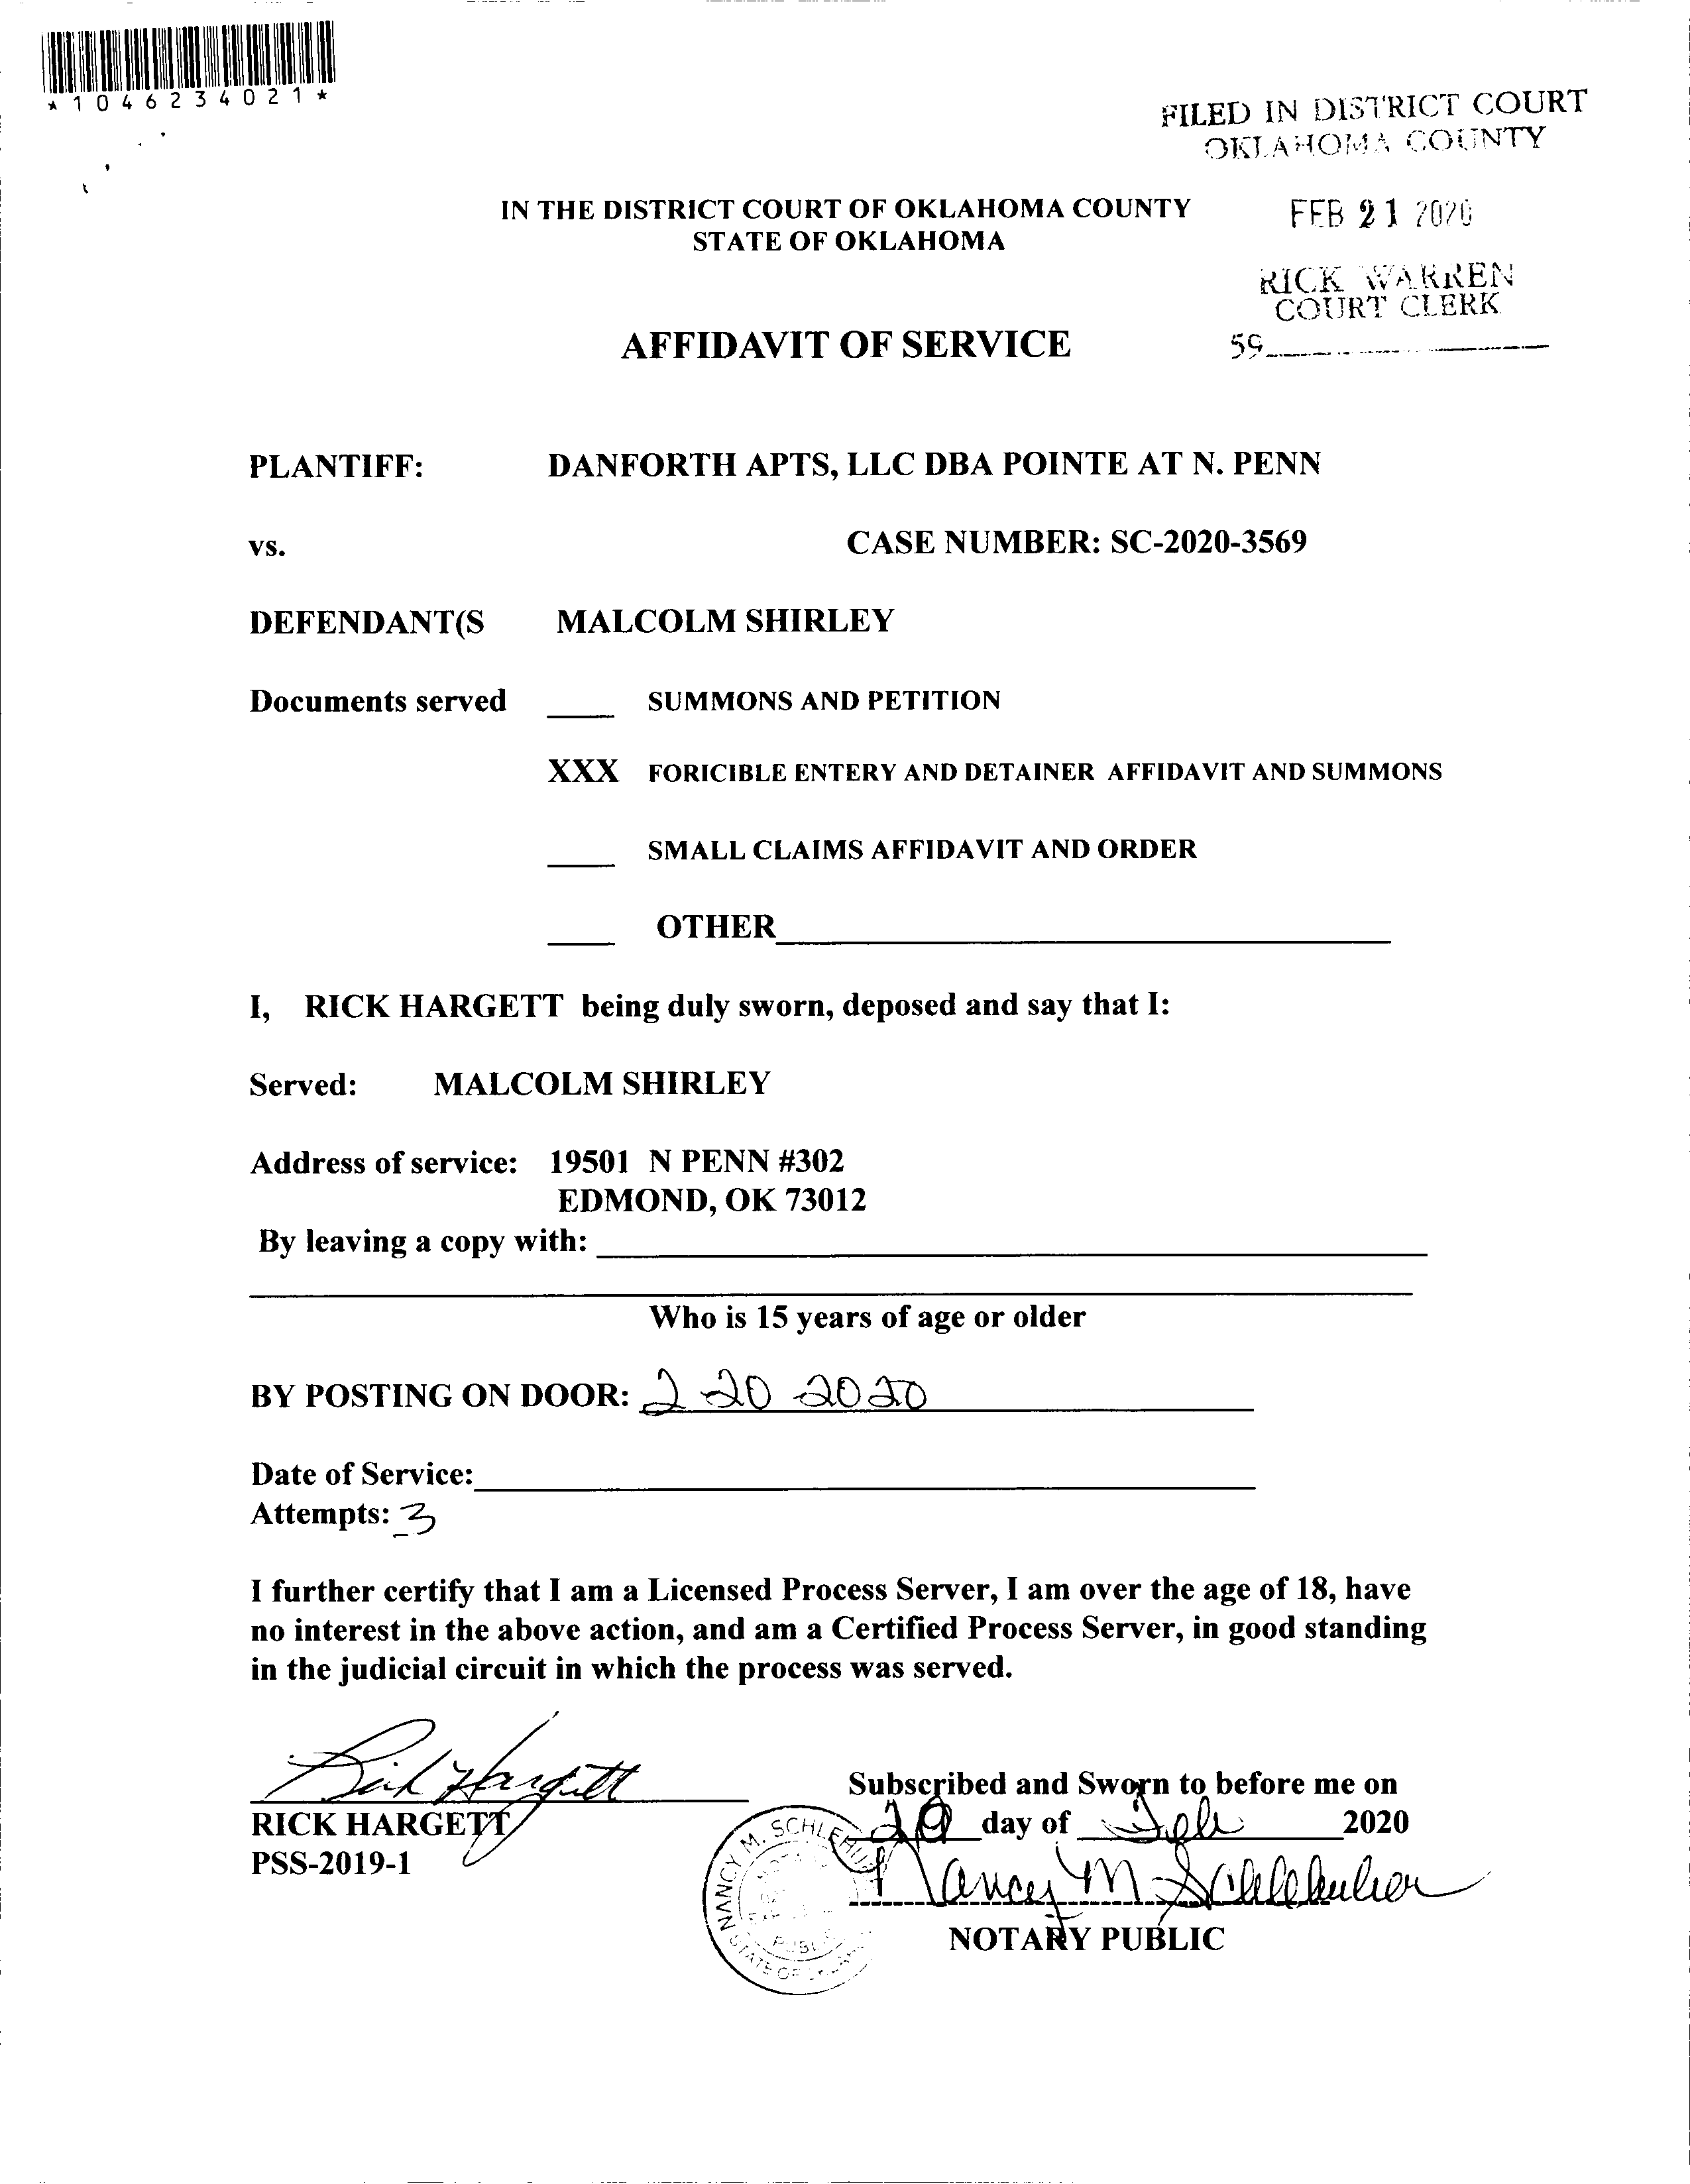 *1046234021*
FILED IN DISTRICT COURT
OKLAHOMA COUNTY
FEB 21 2020
RICK WARREN
COURT CLERK
59
IN THE DISTRICT COURT OF OKLAHOMA COUNTY
STATE OF OKLAHOMA
AFFIDAVIT OF SERVICE
PLANTIFF: DANFORTH APTS, LLC DBA POINTE AT N. PENN
vs. CASE NUMBER: SC-2020-3569
DEFENDANT(S MALCOLM SHIRLEY
Documents served ____ SUMMONS AND PETITION
XXX FORICIBLE ENTERY AND DETAINER AFFIDAVIT AND SUMMONS
____ SMALL CLAIMS AFFIDAVIT AND ORDER
____ OTHER____
I, RICK HARGETT being duly sworn, deposed and say that I:
Served: MALCOLM SHIRLEY
Address of service: 19501 N PENN #302
EDMOND, OK 73012
By leaving a copy with: ____
Who is 15 years of age or older
BY POSTING ON DOOR: 2-20-2020
Date of Service:____
Attempts: 3
I further certify that I am a Licensed Process Server, I am over the age of 18, have
no interest in the above action, and am a Certified Process Server, in good standing
in the judicial circuit in which the process was served.
Rick Hargett
RICK HARGETT
PSS-2019-1
Subscribed and Sworn to before me on
20 day of Feb 2020
Nancy M Schlehuber
NOTARY PUBLIC
NANCY M. SCHLEHU
PUBLIC
STATE OF